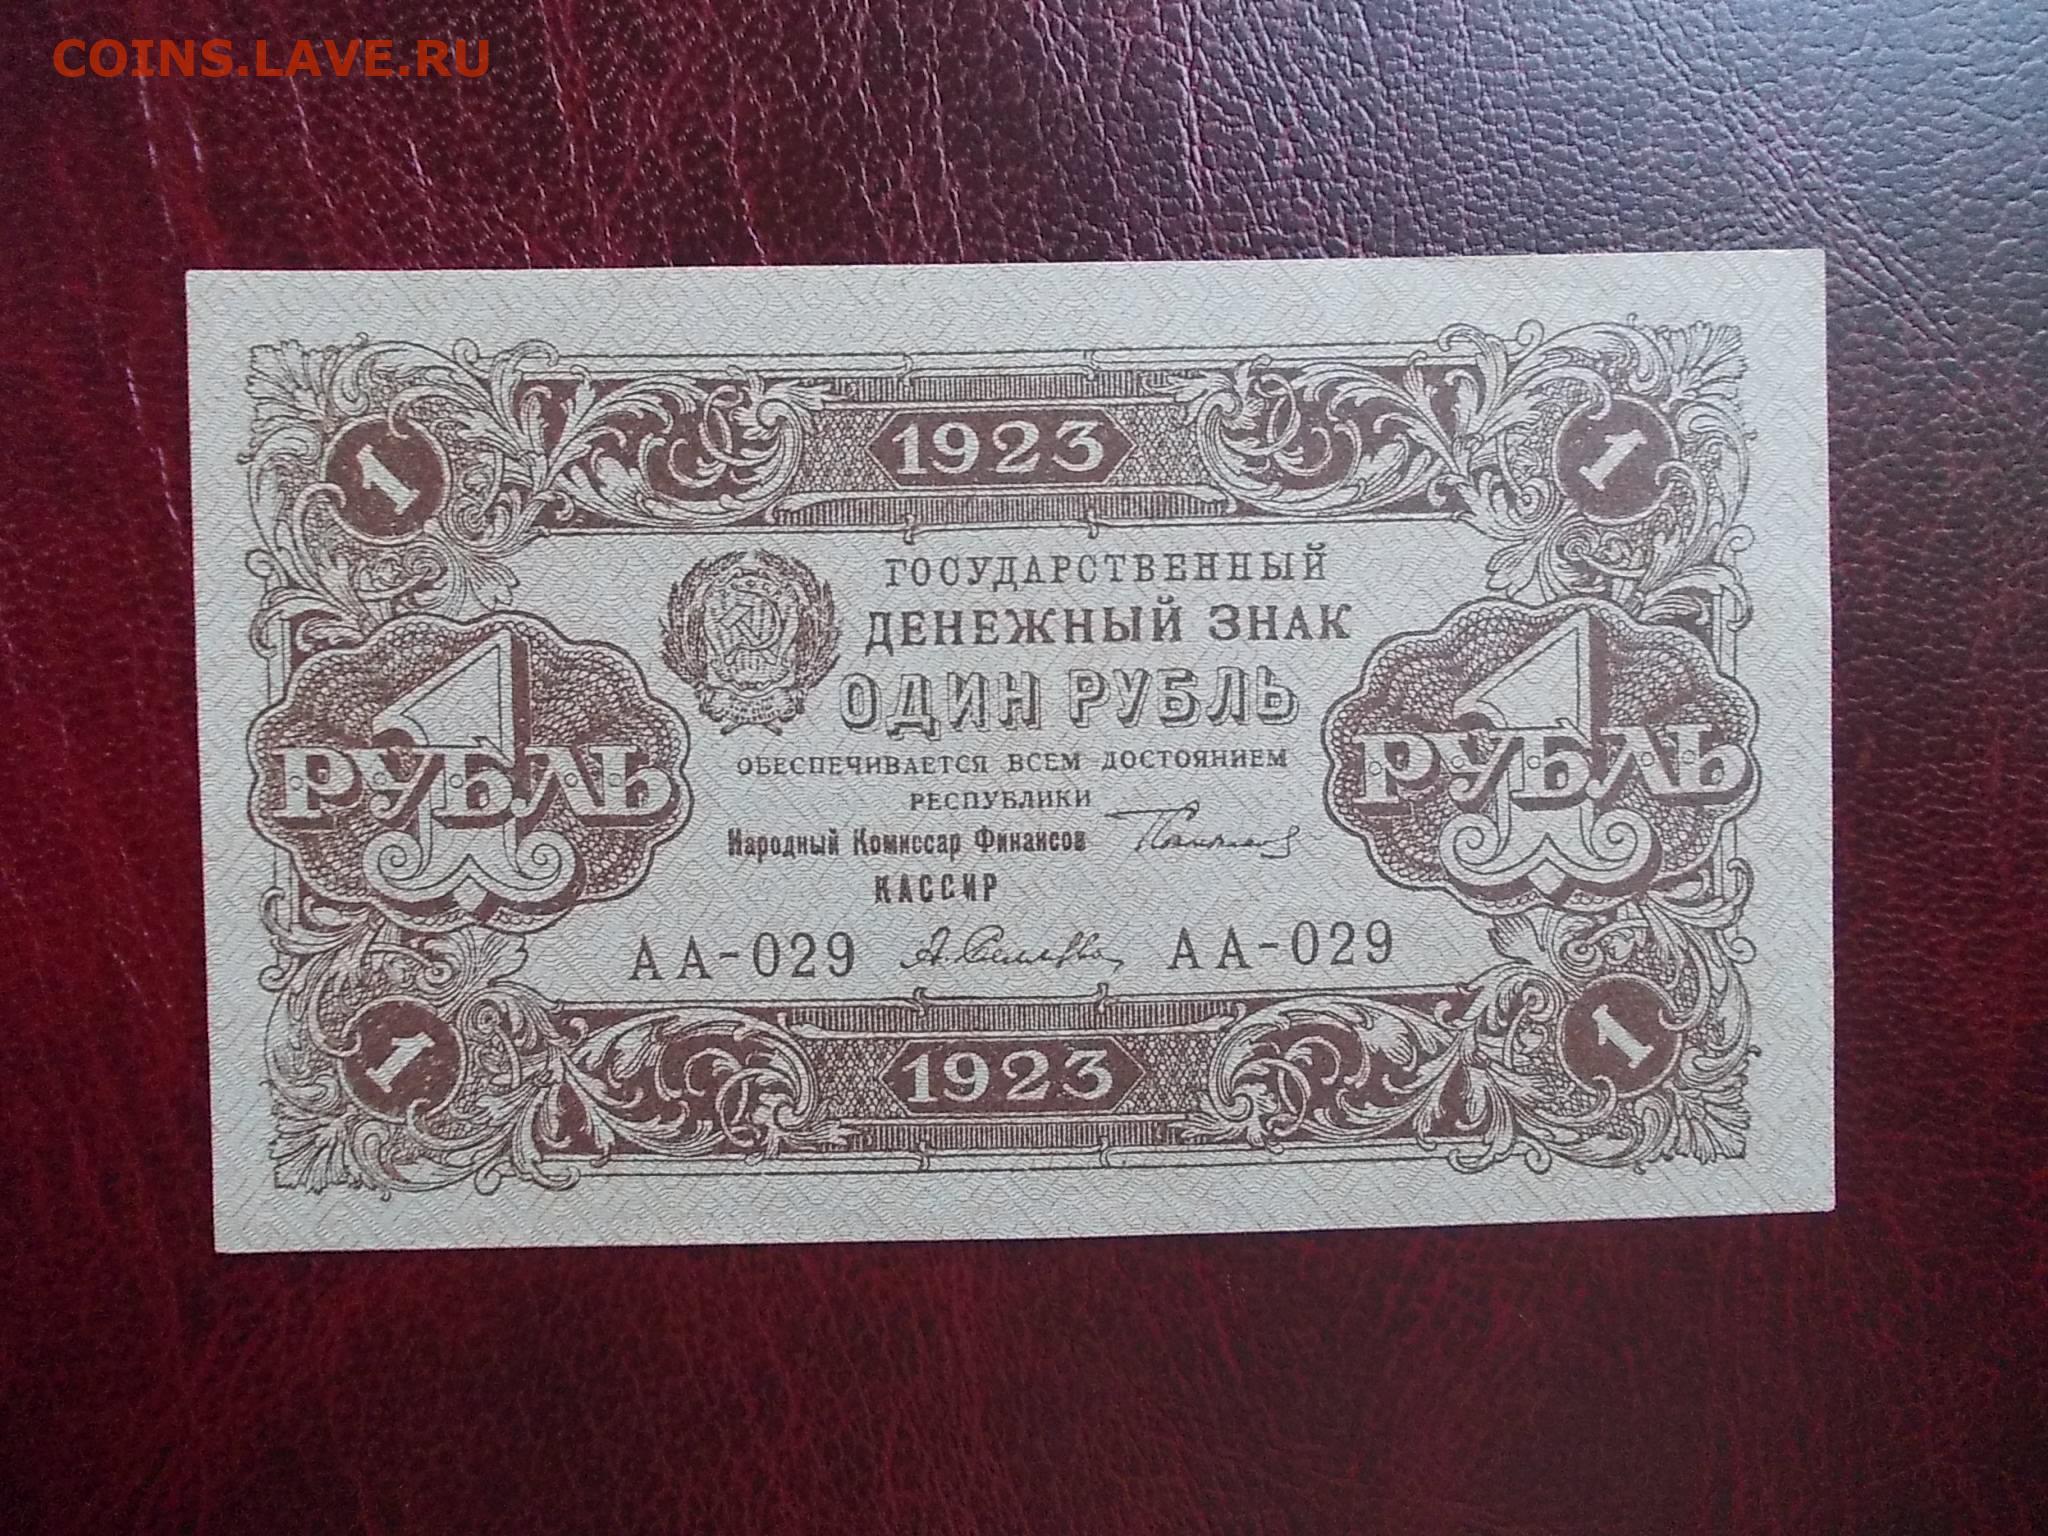 COINS.LAVE.RU
1 1923 1
ГОСУДАРСТВЕННЫЙ
ДЕНЕЖНЫЙ ЗНАК
ОДИН РУБЛЬ
1 РУБЛЬ
1 РУБЛЬ
ОБЕСПЕЧИВАЕТСЯ ВСЕМ ДОСТОЯНИЕМ
РЕСПУБЛИКИ
Народный Комиссар Финансов
КАССИР
АА-029 АА-029
1 1923 1